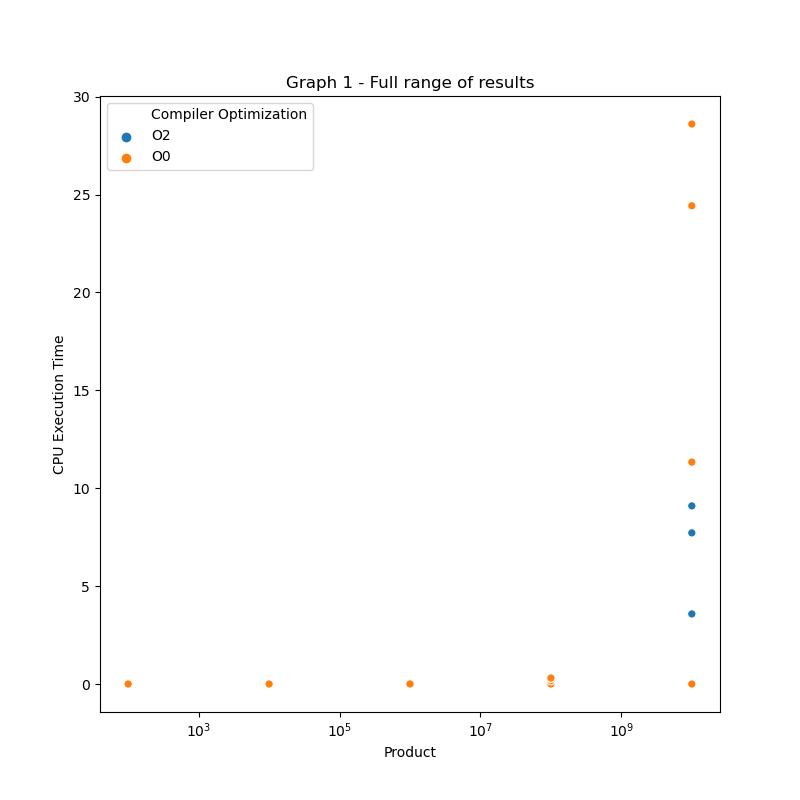 Graph 1 - Full range of results
Compiler Optimization
O2
O0
30
25
20
15
10
5
0
CPU Execution Time
10³
10⁵
10⁷
10⁹
Product